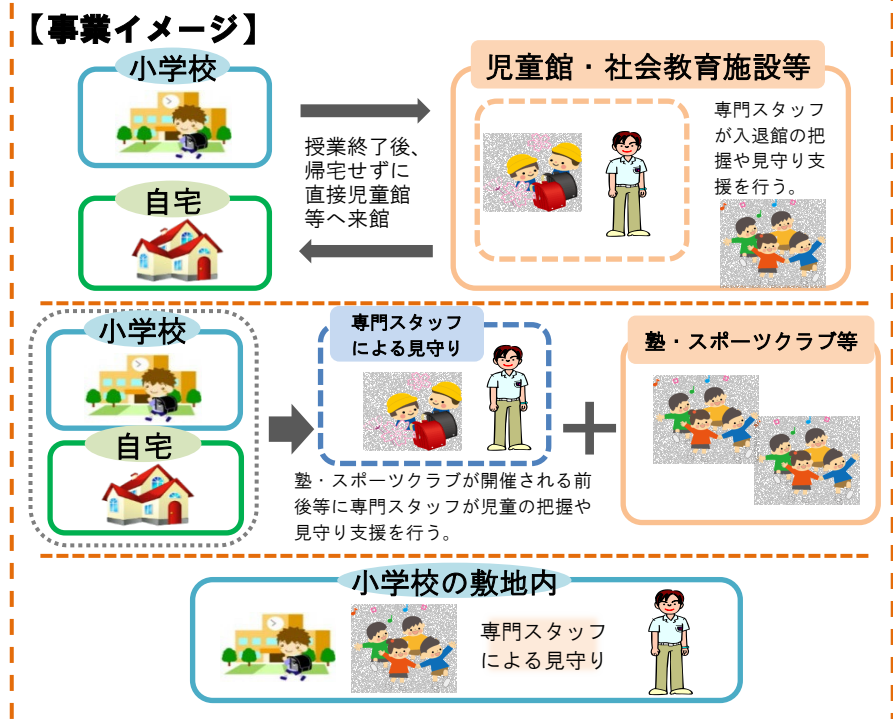 【事業イメージ】
小学校
自宅
授業終了後、
帰宅せずに
直接児童館
等へ来館
児童館・社会教育施設等
専門スタッフ
が入退館の把
握や見守り支
援を行う。
小学校
自宅
専門スタッフ
による見守り
塾・スポーツクラブ等
塾・スポーツクラブが開催される前
後等に専門スタッフが児童の把握や
見守り支援を行う。
小学校の敷地内
専門スタッフ
による見守り